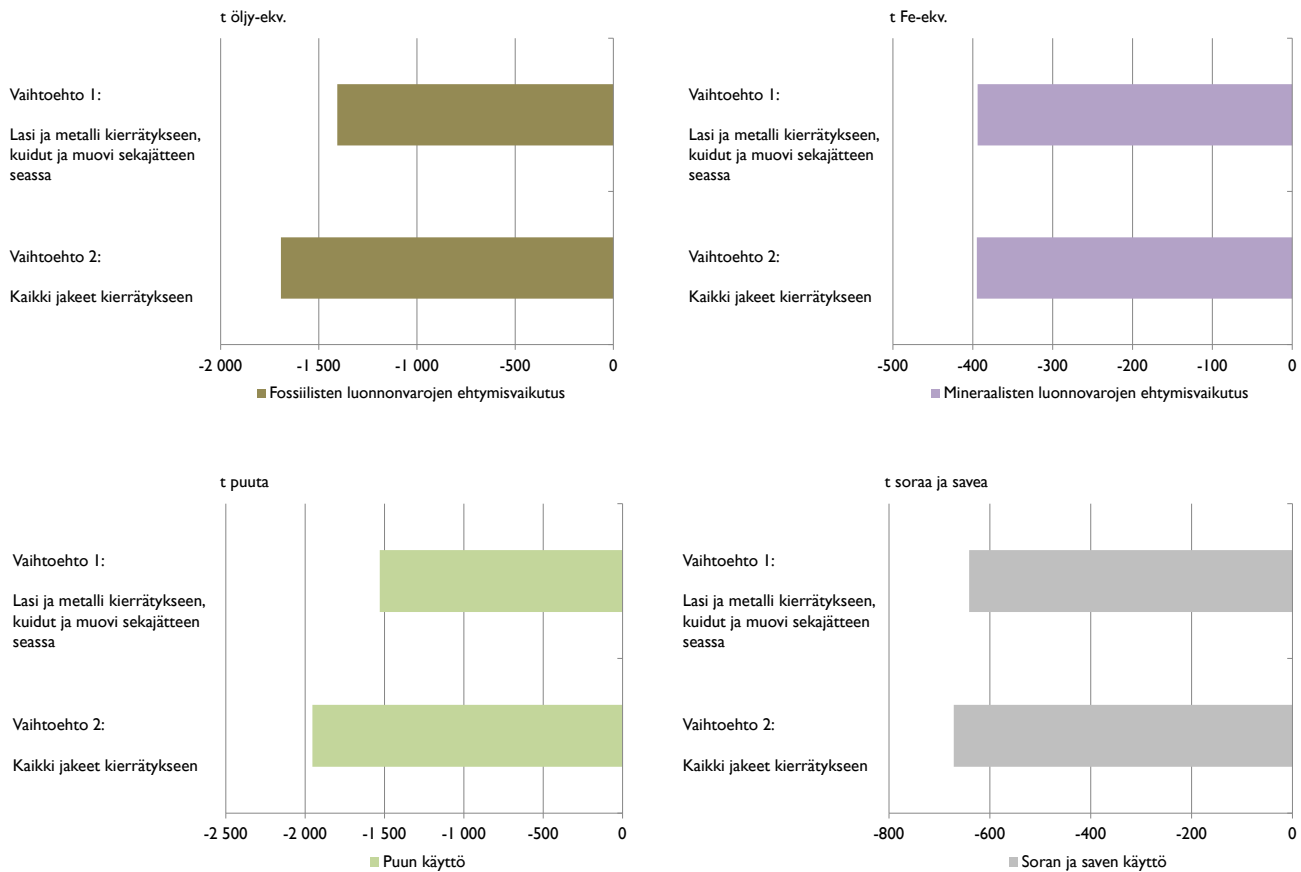 t öljy-ekv.
Vaihtoehto 1:
Lasi ja metalli kierrätykseen,
kuidut ja muovi sekajätteen
seassa
Vaihtoehto 2:
Kaikki jakeet kierrätykseen
-2 000 -1 500 -1 000 -500 0
Fossiilisten luonnonvarojen ehtymisvaikutus
t Fe-ekv.
Vaihtoehto 1:
Lasi ja metalli kierrätykseen,
kuidut ja muovi sekajätteen
seassa
Vaihtoehto 2:
Kaikki jakeet kierrätykseen
-500 -400 -300 -200 -100 0
Mineraalisten luonnovarojen ehtymisvaikutus
t puuta
Vaihtoehto 1:
Lasi ja metalli kierrätykseen,
kuidut ja muovi sekajätteen
seassa
Vaihtoehto 2:
Kaikki jakeet kierrätykseen
-2 500 -2 000 -1 500 -1 000 -500 0
Puun käyttö
t soraa ja savea
Vaihtoehto 1:
Lasi ja metalli kierrätykseen,
kuidut ja muovi sekajätteen
seassa
Vaihtoehto 2:
Kaikki jakeet kierrätykseen
-800 -600 -400 -200 0
Soran ja saven käyttö